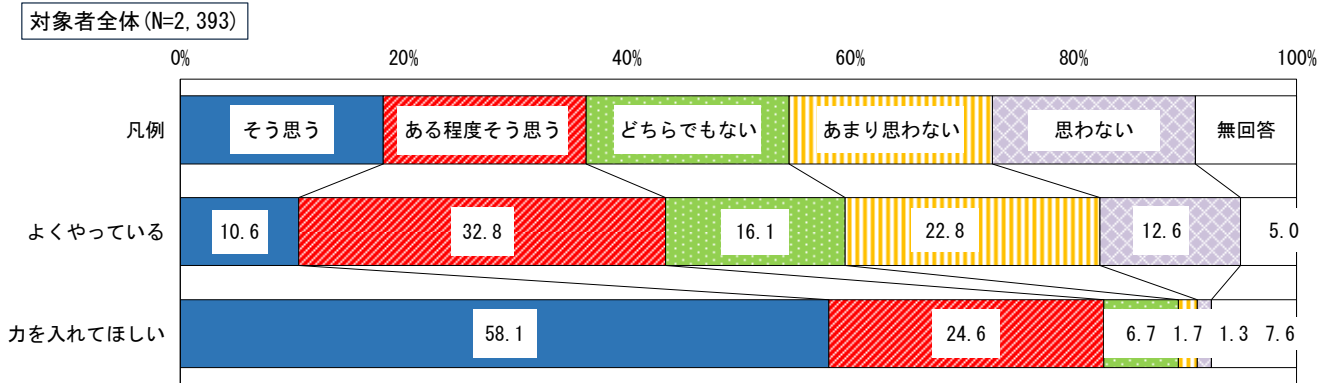 対象者全体(N=2,393)
0% 20% 40% 60% 80% 100%
凡例 そう思う ある程度そう思う どちらでもない あまり思わない 思わない 無回答
よくやっている 10.6 32.8 16.1 22.8 12.6 5.0
力を入れてほしい 58.1 24.6 6.7 1.7 1.3 7.6